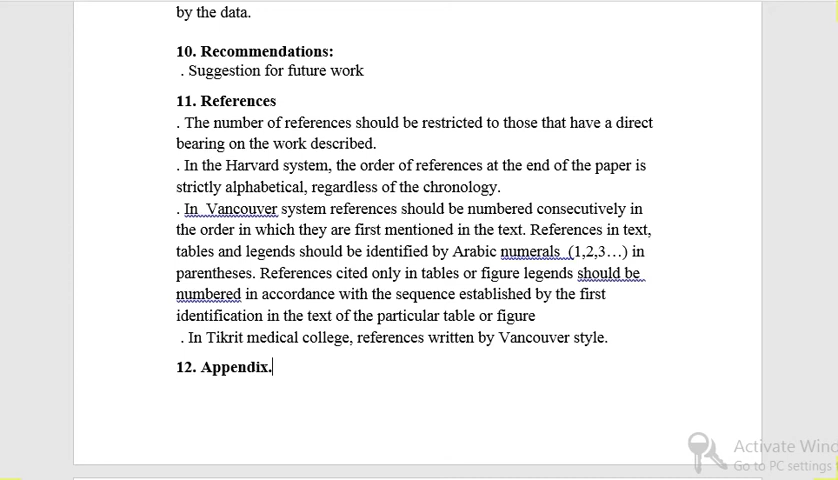 by the data.
10. Recommendations:
. Suggestion for future work
11. References
. The number of references should be restricted to those that have a direct
bearing on the work described.
. In the Harvard system, the order of references at the end of the paper is
strictly alphabetical, regardless of the chronology.
. In  Vancouver system references should be numbered consecutively in
the order in which they are first mentioned in the text. References in text,
tables and legends should be identified by Arabic numerals  (1,2,3…) in
parentheses. References cited only in tables or figure legends should be
numbered in accordance with the sequence established by the first
identification in the text of the particular table or figure
. In Tikrit medical college, references written by Vancouver style.
12. Appendix.
Activate Wind
Go to PC settings